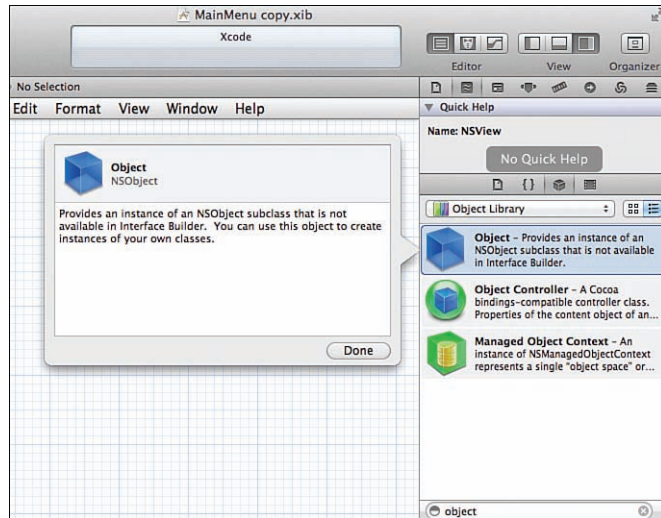 MainMenu copy.xib
Xcode
Editor
View
Organizer
No Selection
Edit Format View Window Help
Quick Help
Name: NSView
No Quick Help
Object
NSObject
Provides an instance of an NSObject subclass that is not
available in Interface Builder. You can use this object to create
instances of your own classes.
Done
{}
Object Library
Object – Provides an instance of an
NSObject subclass that is not available
in Interface Builder.
Object Controller – A Cocoa
bindings-compatible controller class.
Properties of the content object of an...
Managed Object Context – An
instance of NSManagedObjectContext
represents a single "object space" or...
object